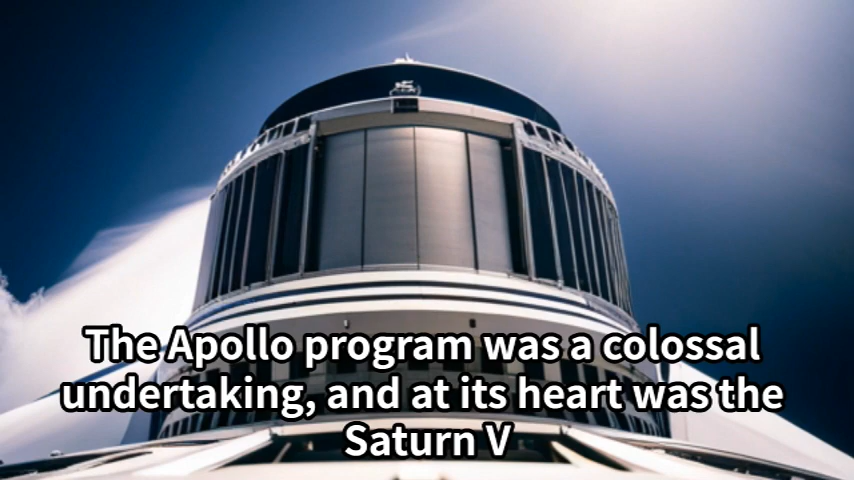 The Apollo program was a colossal
undertaking, and at its heart was the
Saturn V